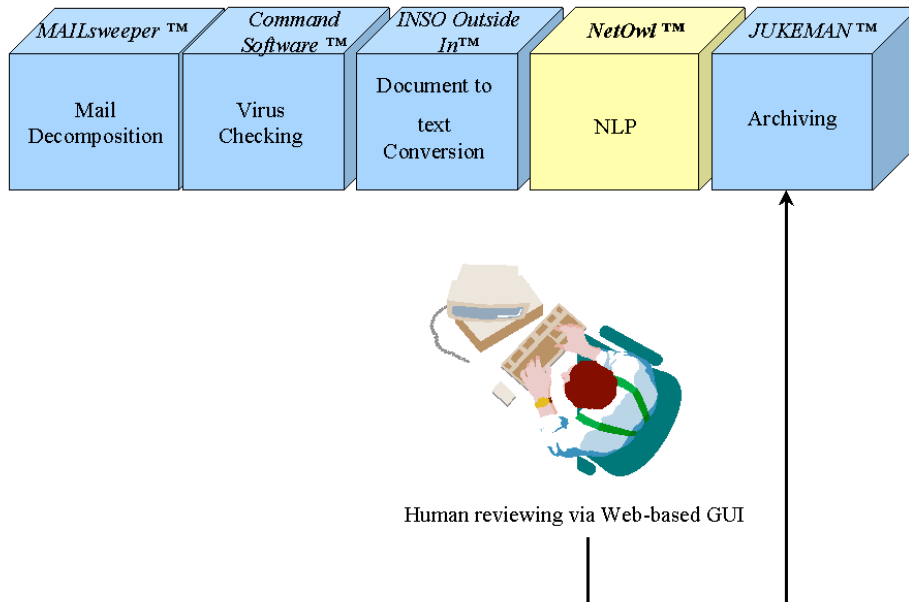 MAILsweeper ™
Command
Software ™
INSO Outside
In™
NetOwl ™
JUKEMAN ™
Mail
Decomposition
Virus
Checking
Document to
text
Conversion
NLP
Archiving
Human reviewing via Web-based GUI